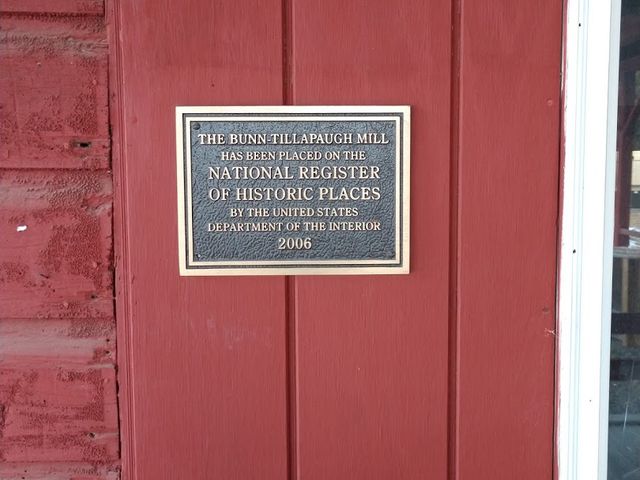 THE BUNN-TILLAPAUGH MILL
HAS BEEN PLACED ON THE
NATIONAL REGISTER
OF HISTORIC PLACES
BY THE UNITED STATES
DEPARTMENT OF THE INTERIOR
2006